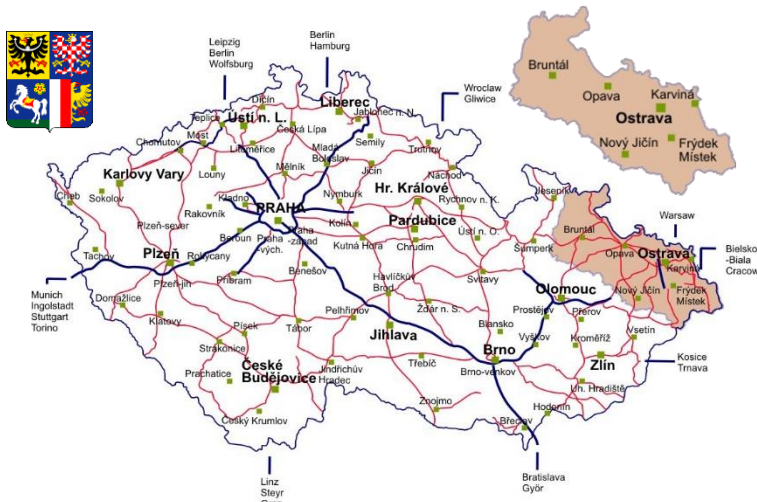 Leipzig
Berlin
Wolfsburg
Berlin
Hamburg
Wroclaw
Gliwice
Bruntál
Opava
Karviná
Ostrava
Nový Jičín
Frýdek
Místek
Děčín
Teplice
Ústí n. L.
Liberec
Jablonec n. N.
Most
Chomutov
Litoměřice
Česká Lípa
Semily
Mladá
Boleslav
Trutnov
Louny
Mělník
Jičín
Náchod
Karlovy Vary
Cheb
Sokolov
Kladno
Rakovník
PRAHA
Nymburk
Hr. Králové
Rychnov n. K.
Jeseník
Plzeň-sever
Beroun
Praha
-vých.
Praha
-západ
Kolín
Pardubice
Kutná Hora
Chrudim
Ústí n. O.
Šumperk
Bruntál
Opava
Ostrava
Karviná
Warsaw
Bielsko
-Biala
Cracow
Tachov
Plzeň
Rokycany
Plzeň-jih
Příbram
Benešov
Havlíčkův
Brod
Svitavy
Olomouc
Nový Jičín
Frýdek
Místek
Munich
Ingolstadt
Stuttgart
Torino
Domažlice
Klatovy
Písek
Tábor
Pelhřimov
Žďár n. S.
Prostějov
Přerov
Strakonice
Jihlava
Blansko
Vyškov
Kroměříž
Vsetín
Prachatice
České
Budějovice
Jindřichův
Hradec
Třebíč
Brno
Brno-venkov
Zlín
Kosice
Trnava
Český Krumlov
Znojmo
Uh. Hradiště
Hodonín
Břeclav
Linz
Steyr
Bratislava
Györ